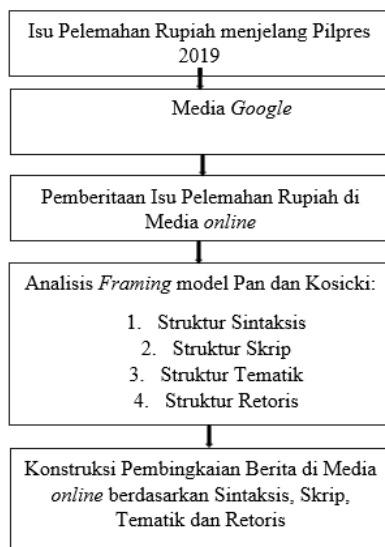 Isu Pelemahan Rupiah menjelang Pilpres
2019
Media Google
Pemberitaan Isu Pelemahan Rupiah di
Media online
Analisis Framing model Pan dan Kosicki:
1. Struktur Sintaksis
2. Struktur Skrip
3. Struktur Tematik
4. Struktur Retoris
Konstruksi Pembingkaian Berita di Media
online berdasarkan Sintaksis, Skrip,
Tematik dan Retoris